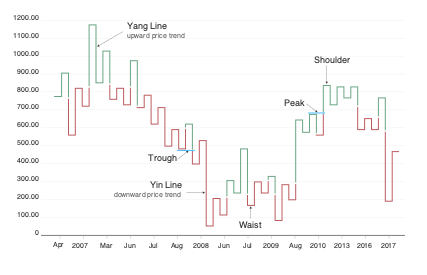 1200.00
1100.00
1000.00
900.00
800.00
700.00
600.00
500.00
400.00
300.00
200.00
100.00
0
Yang Line
upward price trend
Shoulder
Peak
Trough
Yin Line
downward price trend
Waist
Apr 2007 Mar Jun Jul Aug 2008 Jun Jul 2009 Aug 2010 2013 2016 2017